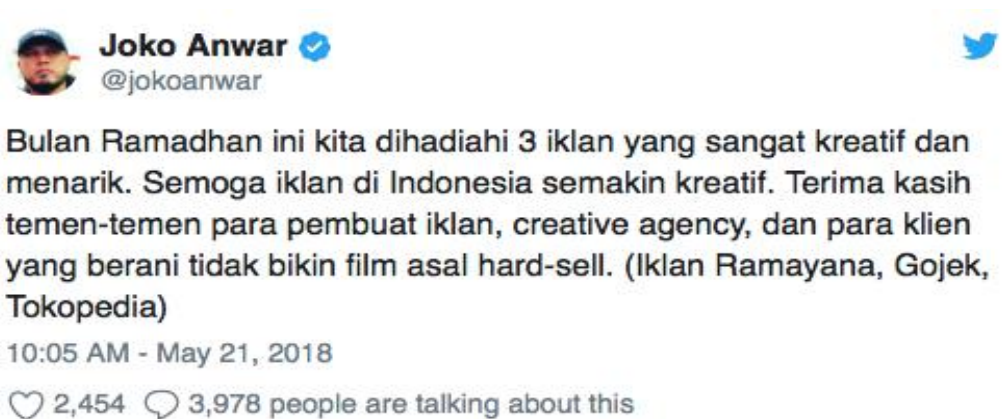 Joko Anwar
@jokoanwar
Bulan Ramadhan ini kita dihadiahi 3 iklan yang sangat kreatif dan
menarik. Semoga iklan di Indonesia semakin kreatif. Terima kasih
temen-temen para pembuat iklan, creative agency, dan para klien
yang berani tidak bikin film asal hard-sell. (Iklan Ramayana, Gojek,
Tokopedia)
10:05 AM - May 21, 2018
2,454 3,978 people are talking about this